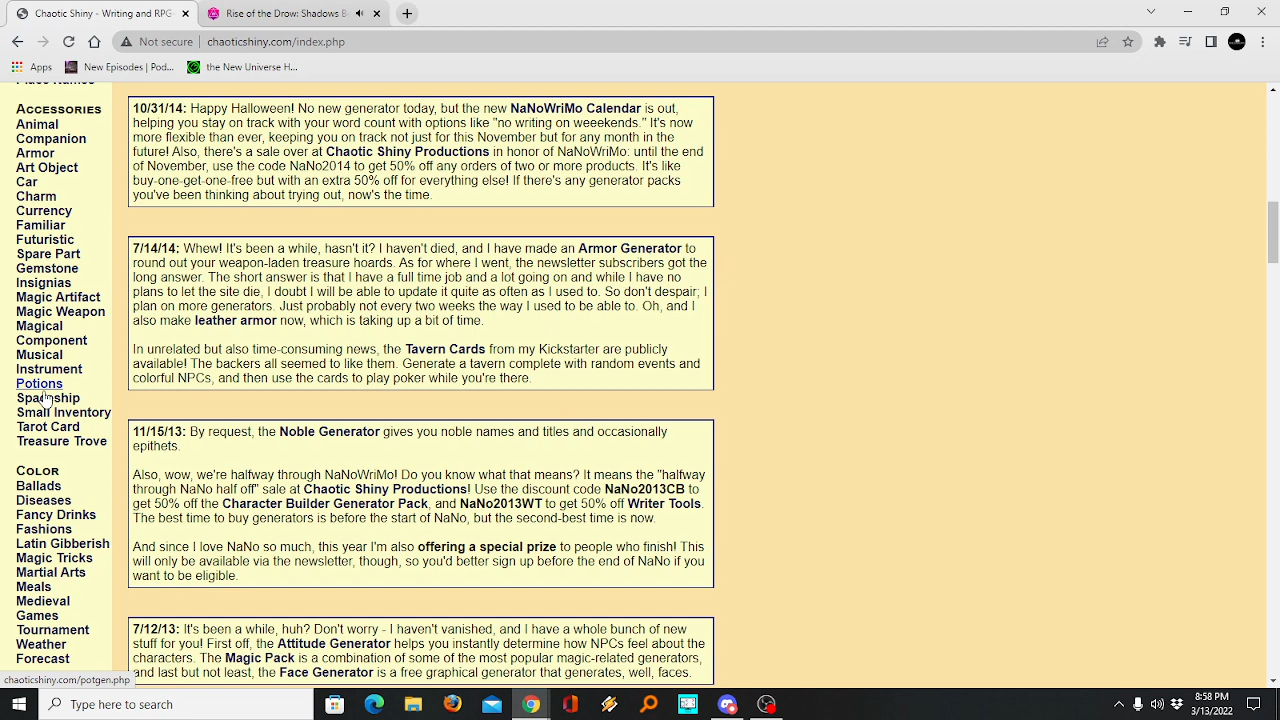 Chaotic Shiny - Writing and RPG
Rise of the Drow: Shadows B
Not secure
chaoticshiny.com/index.php
Apps
New Episodes | Pod...
the New Universe H...
Accessories
Animal
Companion
Armor
Art Object
Car
Charm
Currency
Familiar
Futuristic
Spare Part
Gemstone
Insignias
Magic Artifact
Magic Weapon
Magical
Component
Musical
Instrument
Potions
Spaceship
Small Inventory
Tarot Card
Treasure Trove
Color
Ballads
Diseases
Fancy Drinks
Fashions
Latin Gibberish
Magic Tricks
Martial Arts
Meals
Medieval
Games
Tournament
Weather
Forecast
10/31/14: Happy Halloween! No new generator today, but the new NaNoWriMo Calendar is out,
helping you stay on track with your word count with options like "no writing on weeekends." It's now
more flexible than ever, keeping you on track not just for this November but for any month in the
future! Also, there's a sale over at Chaotic Shiny Productions in honor of NaNoWriMo: until the end
of November, use the code NaNo2014 to get 50% off any orders of two or more products. It's like
buy-one-get-one-free but with an extra 50% off for everything else! If there's any generator packs
you've been thinking about trying out, now's the time.
7/14/14: Whew! It's been a while, hasn't it? I haven't died, and I have made an Armor Generator to
round out your weapon-laden treasure hoards. As for where I went, the newsletter subscribers got the
long answer. The short answer is that I have a full time job and a lot going on and while I have no
plans to let the site die, I doubt I will be able to update it quite as often as I used to. So don't despair; I
plan on more generators. Just probably not every two weeks the way I used to be able to. Oh, and I
also make leather armor now, which is taking up a bit of time.
In unrelated but also time-consuming news, the Tavern Cards from my Kickstarter are publicly
available! The backers all seemed to like them. Generate a tavern complete with random events and
colorful NPCs, and then use the cards to play poker while you're there.
11/15/13: By request, the Noble Generator gives you noble names and titles and occasionally
epithets.
Also, wow, we're halfway through NaNoWriMo! Do you know what that means? It means the "halfway
through NaNo half off" sale at Chaotic Shiny Productions! Use the discount code NaNo2013CB to
get 50% off the Character Builder Generator Pack, and NaNo2013WT to get 50% off Writer Tools.
The best time to buy generators is before the start of NaNo, but the second-best time is now.
And since I love NaNo so much, this year I'm also offering a special prize to people who finish! This
will only be available via the newsletter, though, so you'd better sign up before the end of NaNo if you
want to be eligible.
7/12/13: It's been a while, huh? Don't worry - I haven't vanished, and I have a whole bunch of new
stuff for you! First off, the Attitude Generator helps you instantly determine how NPCs feel about the
characters. The Magic Pack is a combination of some of the most popular magic-related generators,
and last but not least, the Face Generator is a free graphical generator that generates, well, faces.
chaoticshiny.com/potgen.php
Type here to search
8:58 PM
3/13/2022